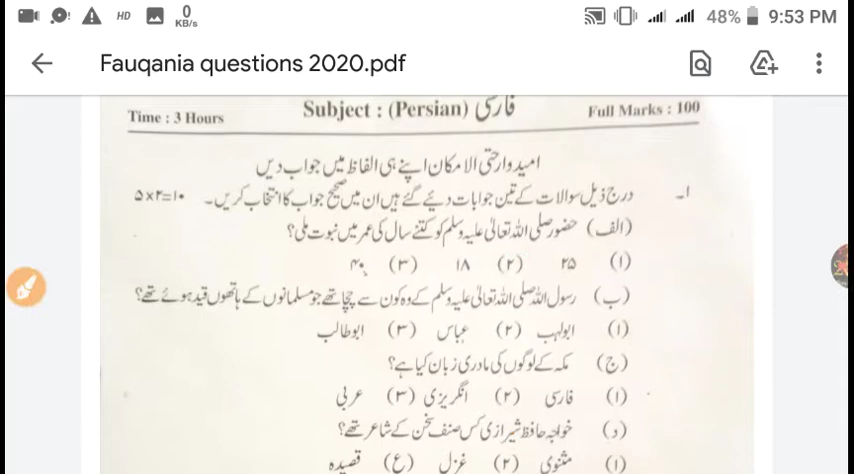 HD 0 KB/s 48% 9:53 PM
Fauqania questions 2020.pdf
Time : 3 Hours Subject : (Persian) فارسی Full Marks : 100
امیدوار حتی الامکان اپنے ہی الفاظ میں جواب دیں
۱۔ درج ذیل سوالات کے تین جوابات دیئے گئے ہیں ان میں صحیح جواب کا انتخاب کریں۔ ۵x۲=۱۰
(الف) حضور صلی اللہ تعالیٰ علیہ وسلم کو کتنے سال کی عمر میں نبوت ملی؟
(۱) ۲۵ (۲) ۱۸ (۳) ۴۰
(ب) رسول اللہ صلی اللہ تعالیٰ علیہ وسلم کے وہ کون سے چچا تھے جو مسلمانوں کے ہاتھوں قید ہوئے تھے؟
(۱) ابولہب (۲) عباس (۳) ابوطالب
(ج) مکہ کے لوگوں کی مادری زبان کیا ہے؟
(۱) فارسی (۲) انگریزی (۳) عربی
(د) خواجہ حافظ شیرازی کس صنف سخن کے شاعر تھے؟
(۱) مثنوی (۲) غزل (ع) قصیدہ